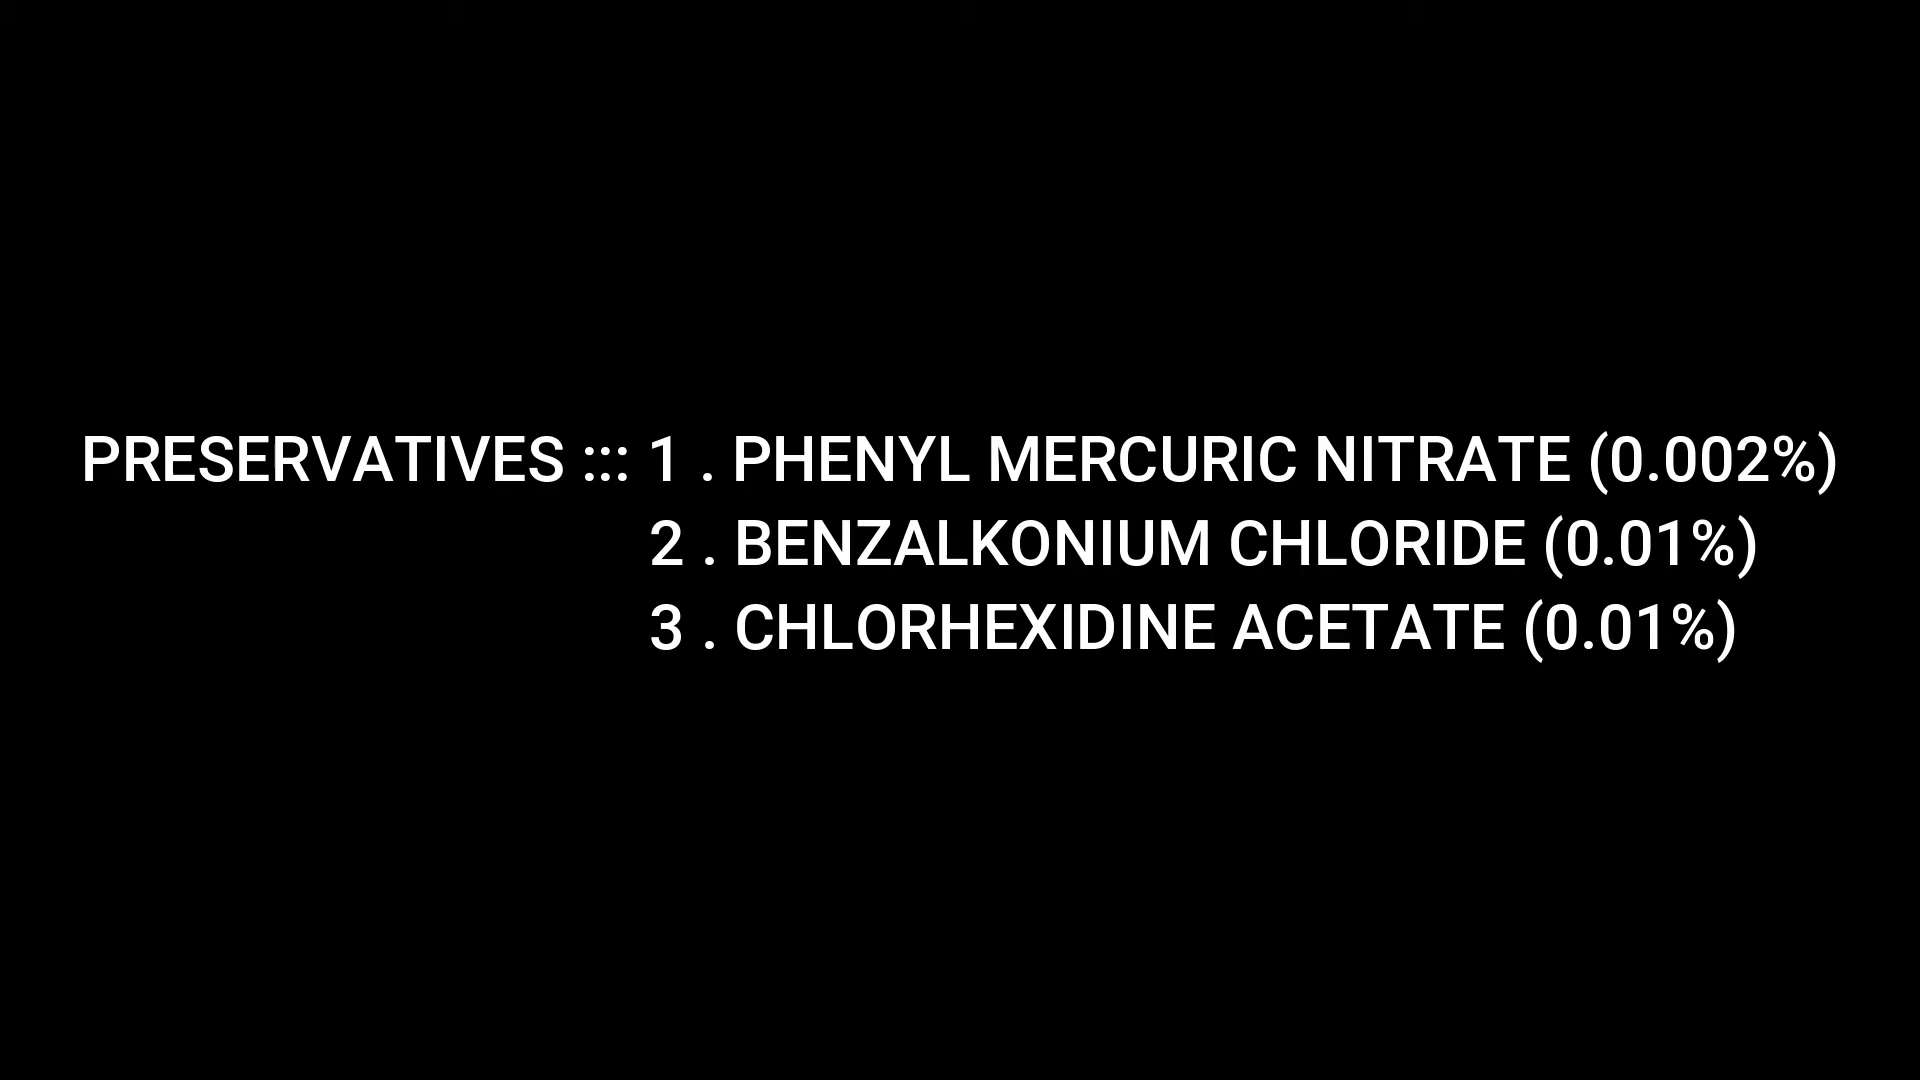 PRESERVATIVES ::: 1 . PHENYL MERCURIC NITRATE (0.002%)
2 . BENZALKONIUM CHLORIDE (0.01%)
3 . CHLORHEXIDINE ACETATE (0.01%)